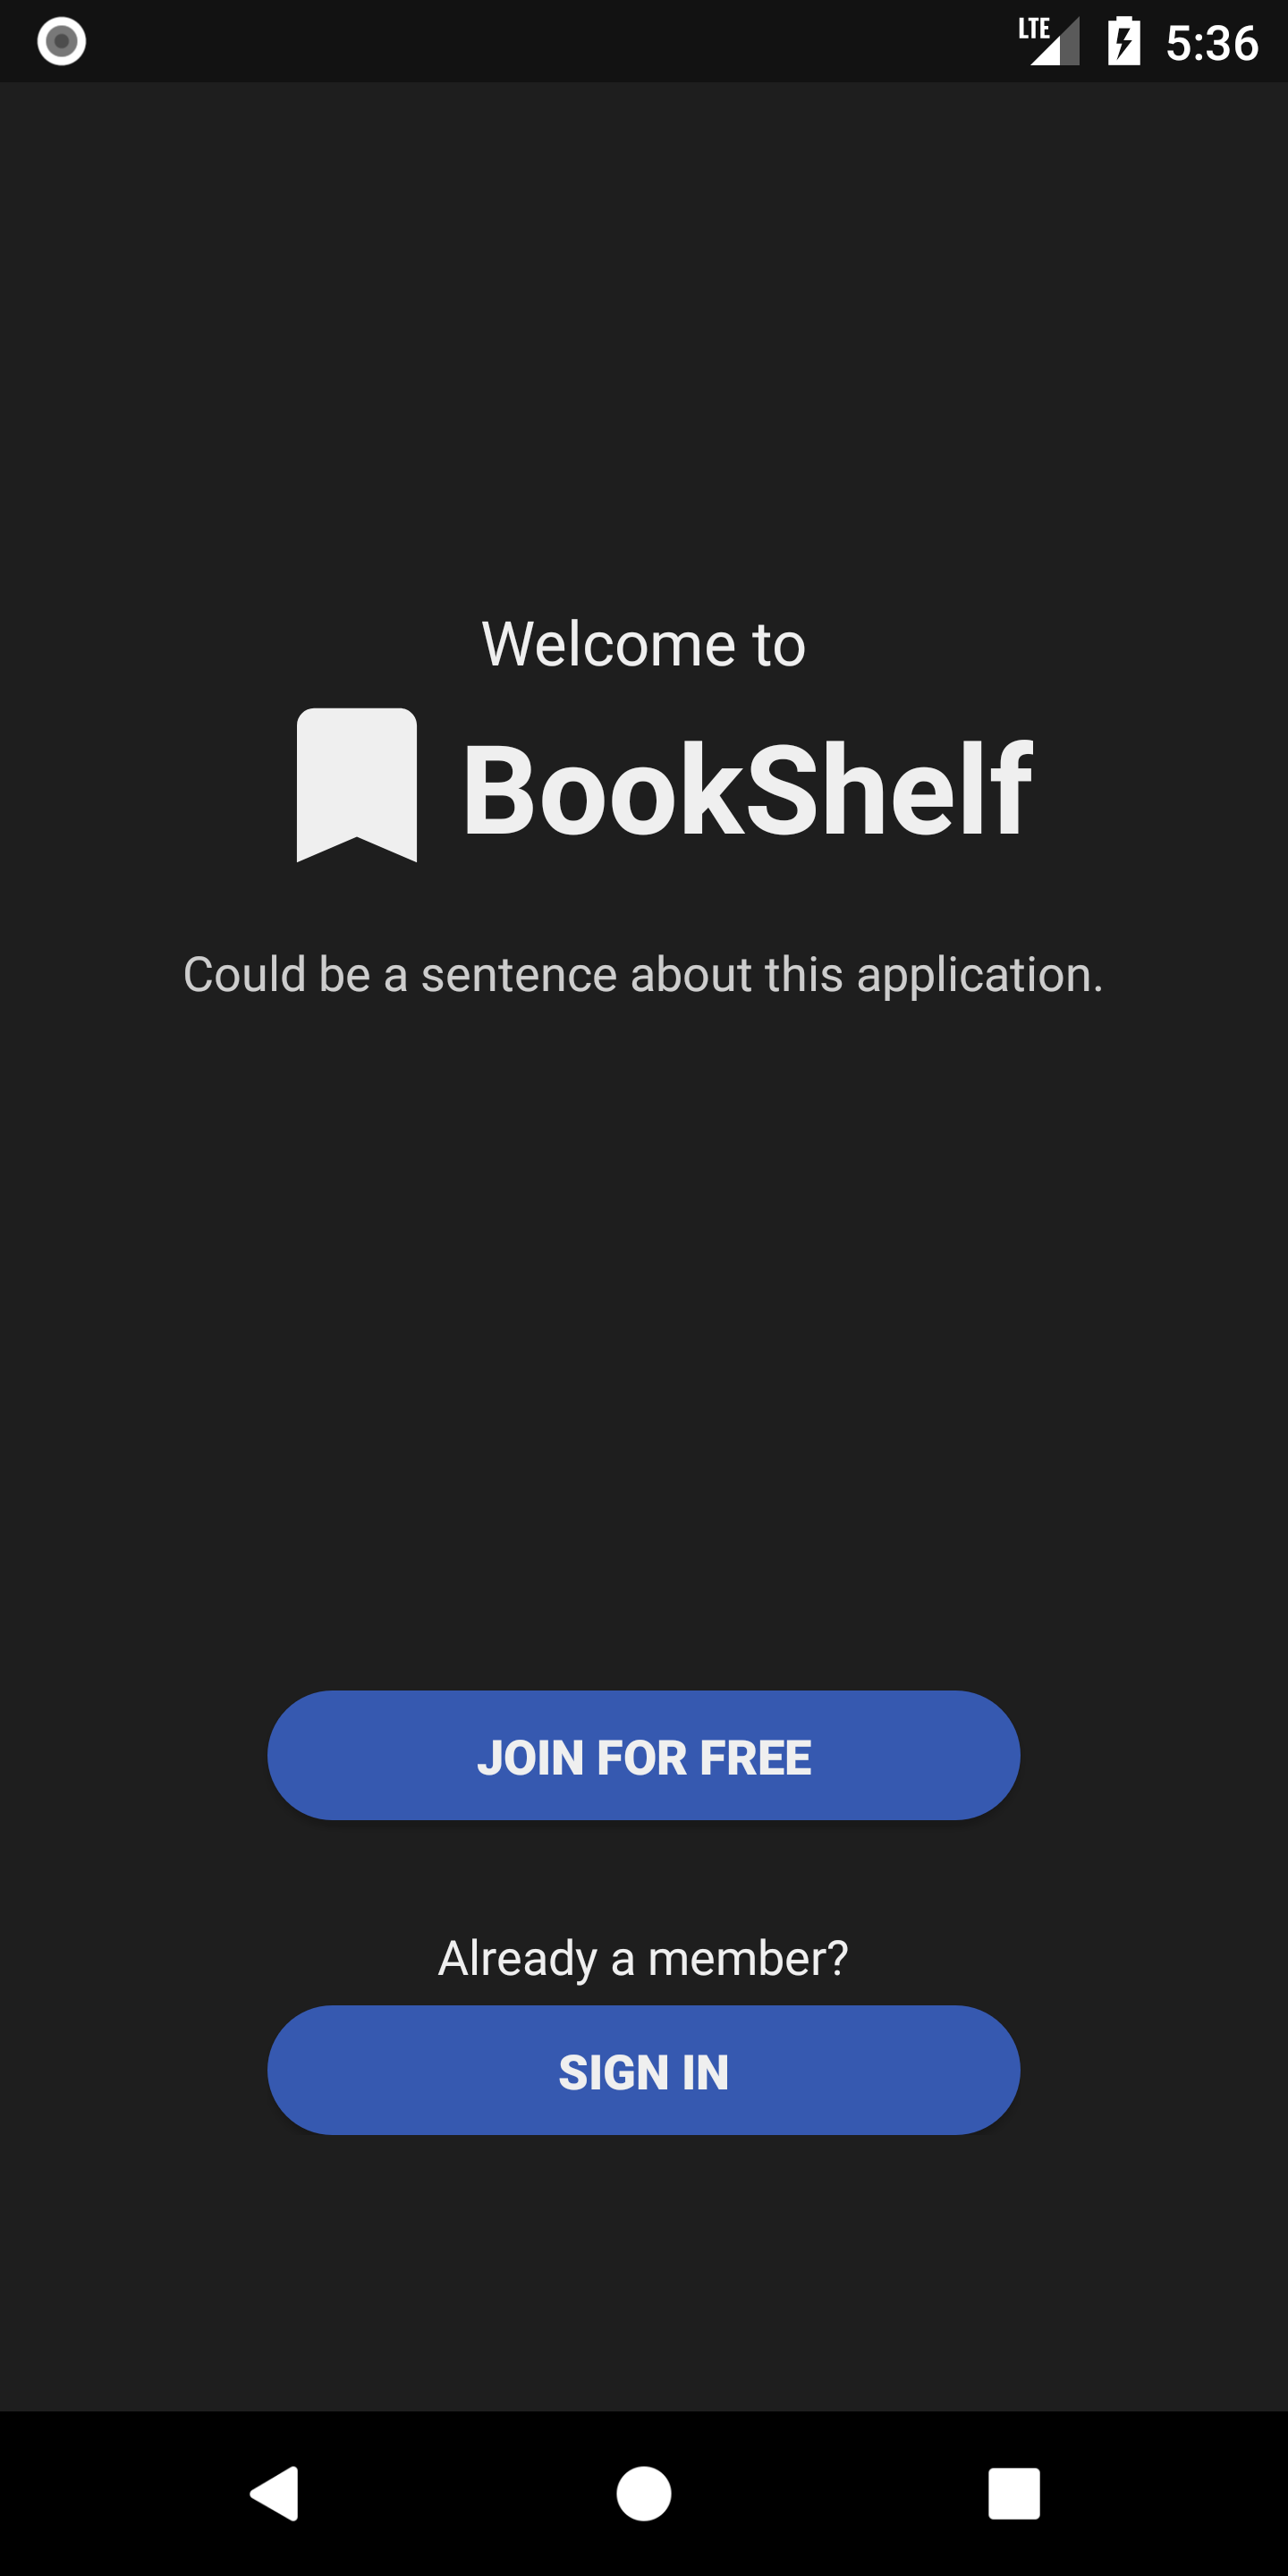 LTE 5:36
Welcome to
BookShelf
Could be a sentence about this application.
JOIN FOR FREE
Already a member?
SIGN IN